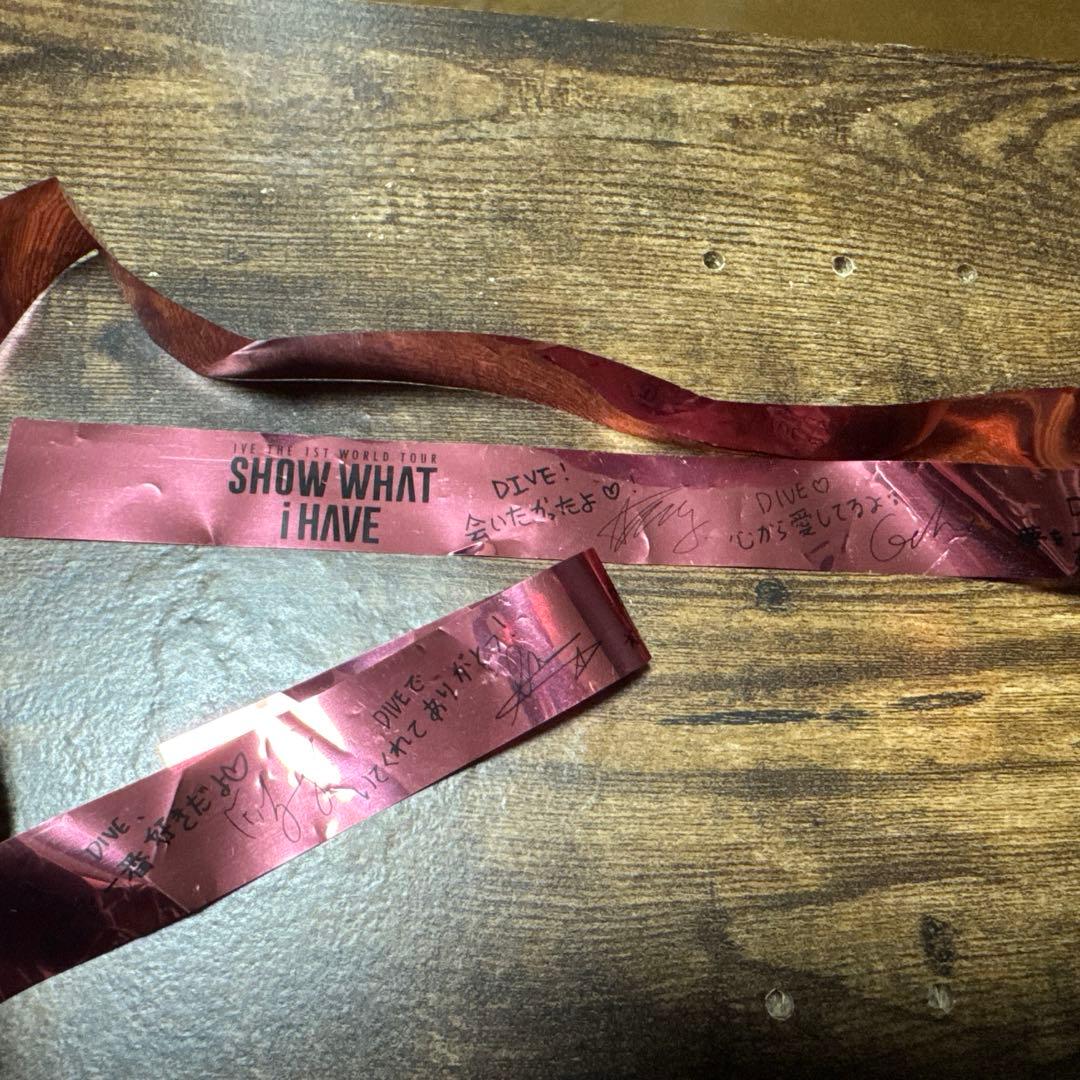 IVE THE 1ST WORLD TOUR
SHOW WHAT
i HAVE
DIVE!
会いたかったよ♡!
DIVE♡
心から愛してるよ
DIVE、
一番好きだよ♡
DIVEで
いてくれてありがとう!